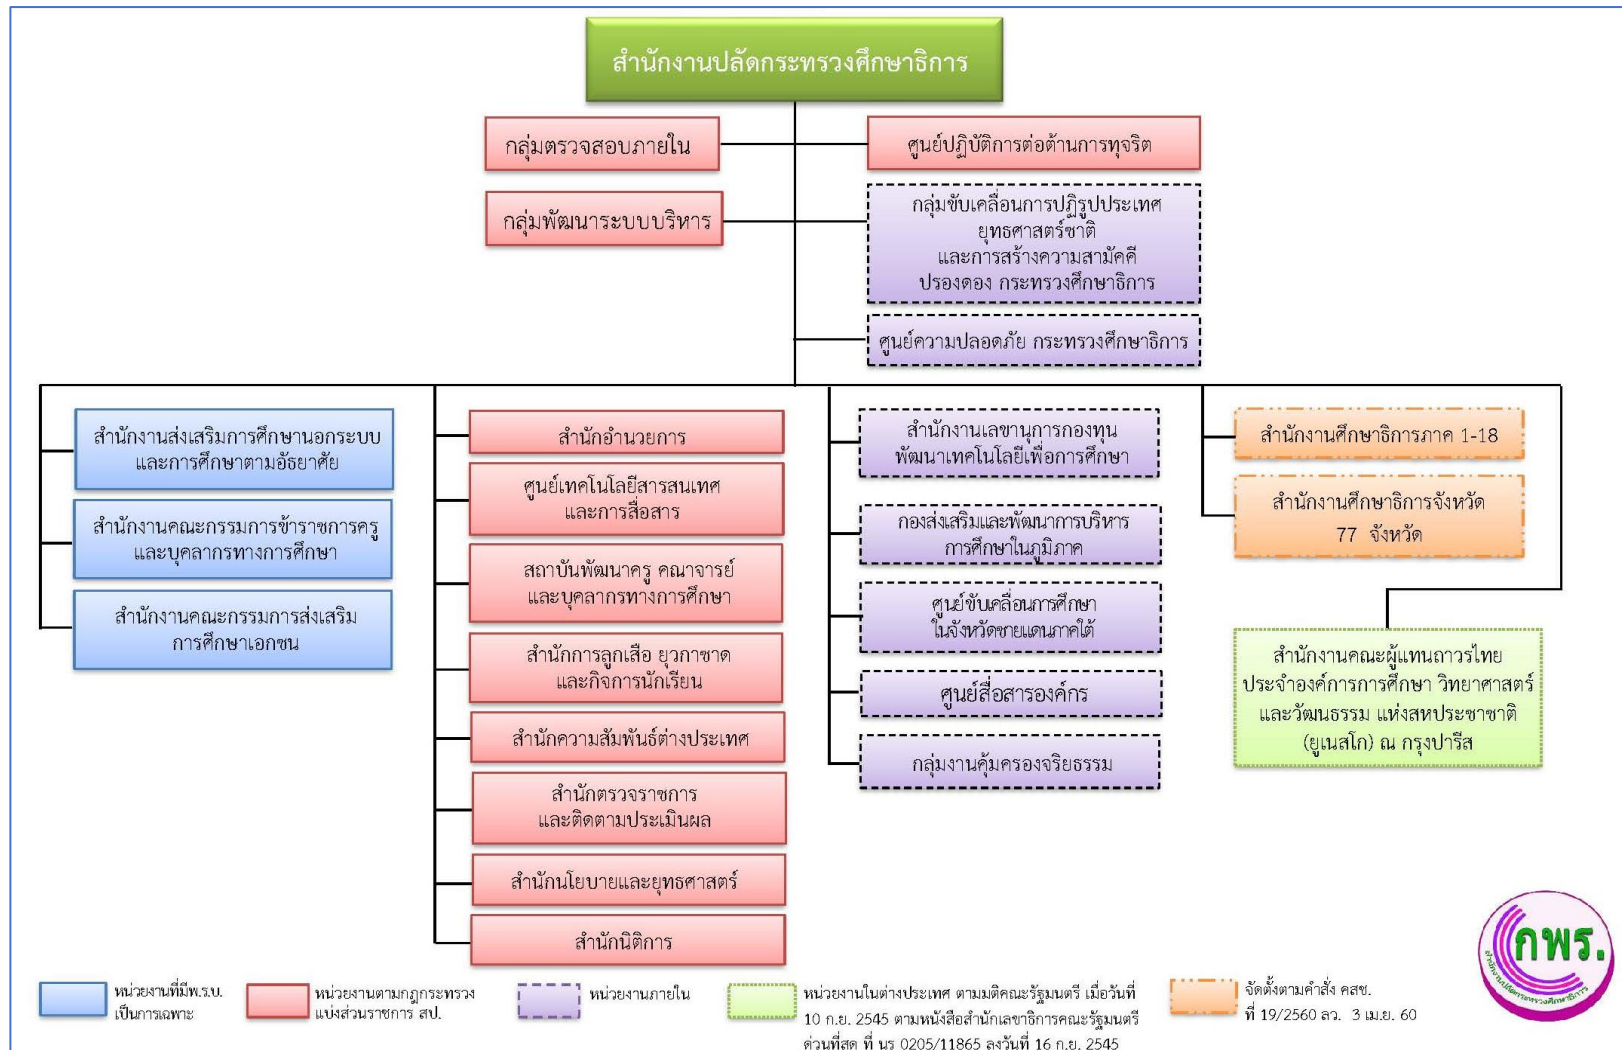 สำนักงานปลัดกระทรวงศึกษาธิการ
กลุ่มตรวจสอบภายใน
ศูนย์ปฏิบัติการต่อต้านการทุจริต
กลุ่มพัฒนาระบบบริหาร
กลุ่มขับเคลื่อนการปฏิรูปประเทศ
ยุทธศาสตร์ชาติ
และการสร้างความสามัคคี
ปรองดอง กระทรวงศึกษาธิการ
ศูนย์ความปลอดภัย กระทรวงศึกษาธิการ
สำนักงานส่งเสริมการศึกษานอกระบบ
และการศึกษาตามอัธยาศัย
สำนักงานคณะกรรมการข้าราชการครู
และบุคลากรทางการศึกษา
สำนักงานคณะกรรมการส่งเสริม
การศึกษาเอกชน
สำนักอำนวยการ
ศูนย์เทคโนโลยีสารสนเทศ
และการสื่อสาร
สถาบันพัฒนาครู คณาจารย์
และบุคลากรทางการศึกษา
สำนักการลูกเสือ ยุวกาชาด
และกิจการนักเรียน
สำนักความสัมพันธ์ต่างประเทศ
สำนักตรวจราชการ
และติดตามประเมินผล
สำนักนโยบายและยุทธศาสตร์
สำนักนิติการ
สำนักงานเลขานุการกองทุน
พัฒนาเทคโนโลยีเพื่อการศึกษา
กองส่งเสริมและพัฒนาการบริหาร
การศึกษาในภูมิภาค
ศูนย์ขับเคลื่อนการศึกษา
ในจังหวัดชายแดนภาคใต้
ศูนย์สื่อสารองค์กร
กลุ่มงานคุ้มครองจริยธรรม
สำนักงานศึกษาธิการภาค 1-18
สำนักงานศึกษาธิการจังหวัด
77 จังหวัด
สำนักงานคณะผู้แทนถาวรไทย
ประจำองค์การการศึกษา วิทยาศาสตร์
และวัฒนธรรม แห่งสหประชาชาติ
(ยูเนสโก) ณ กรุงปารีส
หน่วยงานที่มีพ.ร.บ.
เป็นการเฉพาะ
หน่วยงานตามกฎกระทรวง
แบ่งส่วนราชการ สป.
หน่วยงานภายใน
หน่วยงานในต่างประเทศ ตามมติคณะรัฐมนตรี เมื่อวันที่
10 ก.ย. 2545 ตามหนังสือสำนักเลขาธิการคณะรัฐมนตรี
ด่วนที่สุด ที่ นร 0205/11865 ลงวันที่ 16 ก.ย. 2545
จัดตั้งตามคำสั่ง คสช.
ที่ 19/2560 ลว. 3 เม.ย. 60
กพร.
สำนักงานปลัดกระทรวงศึกษาธิการ